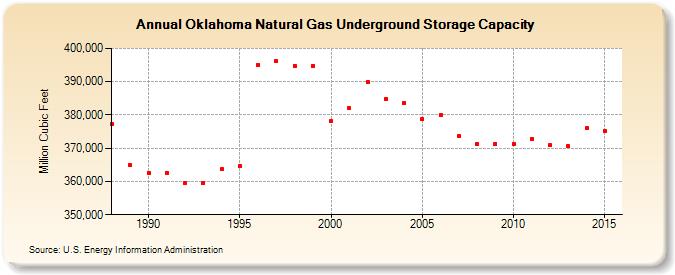 Annual Oklahoma Natural Gas Underground Storage Capacity
Million Cubic Feet
400,000
390,000
380,000
370,000
360,000
350,000
1990 1995 2000 2005 2010 2015
Source: U.S. Energy Information Administration